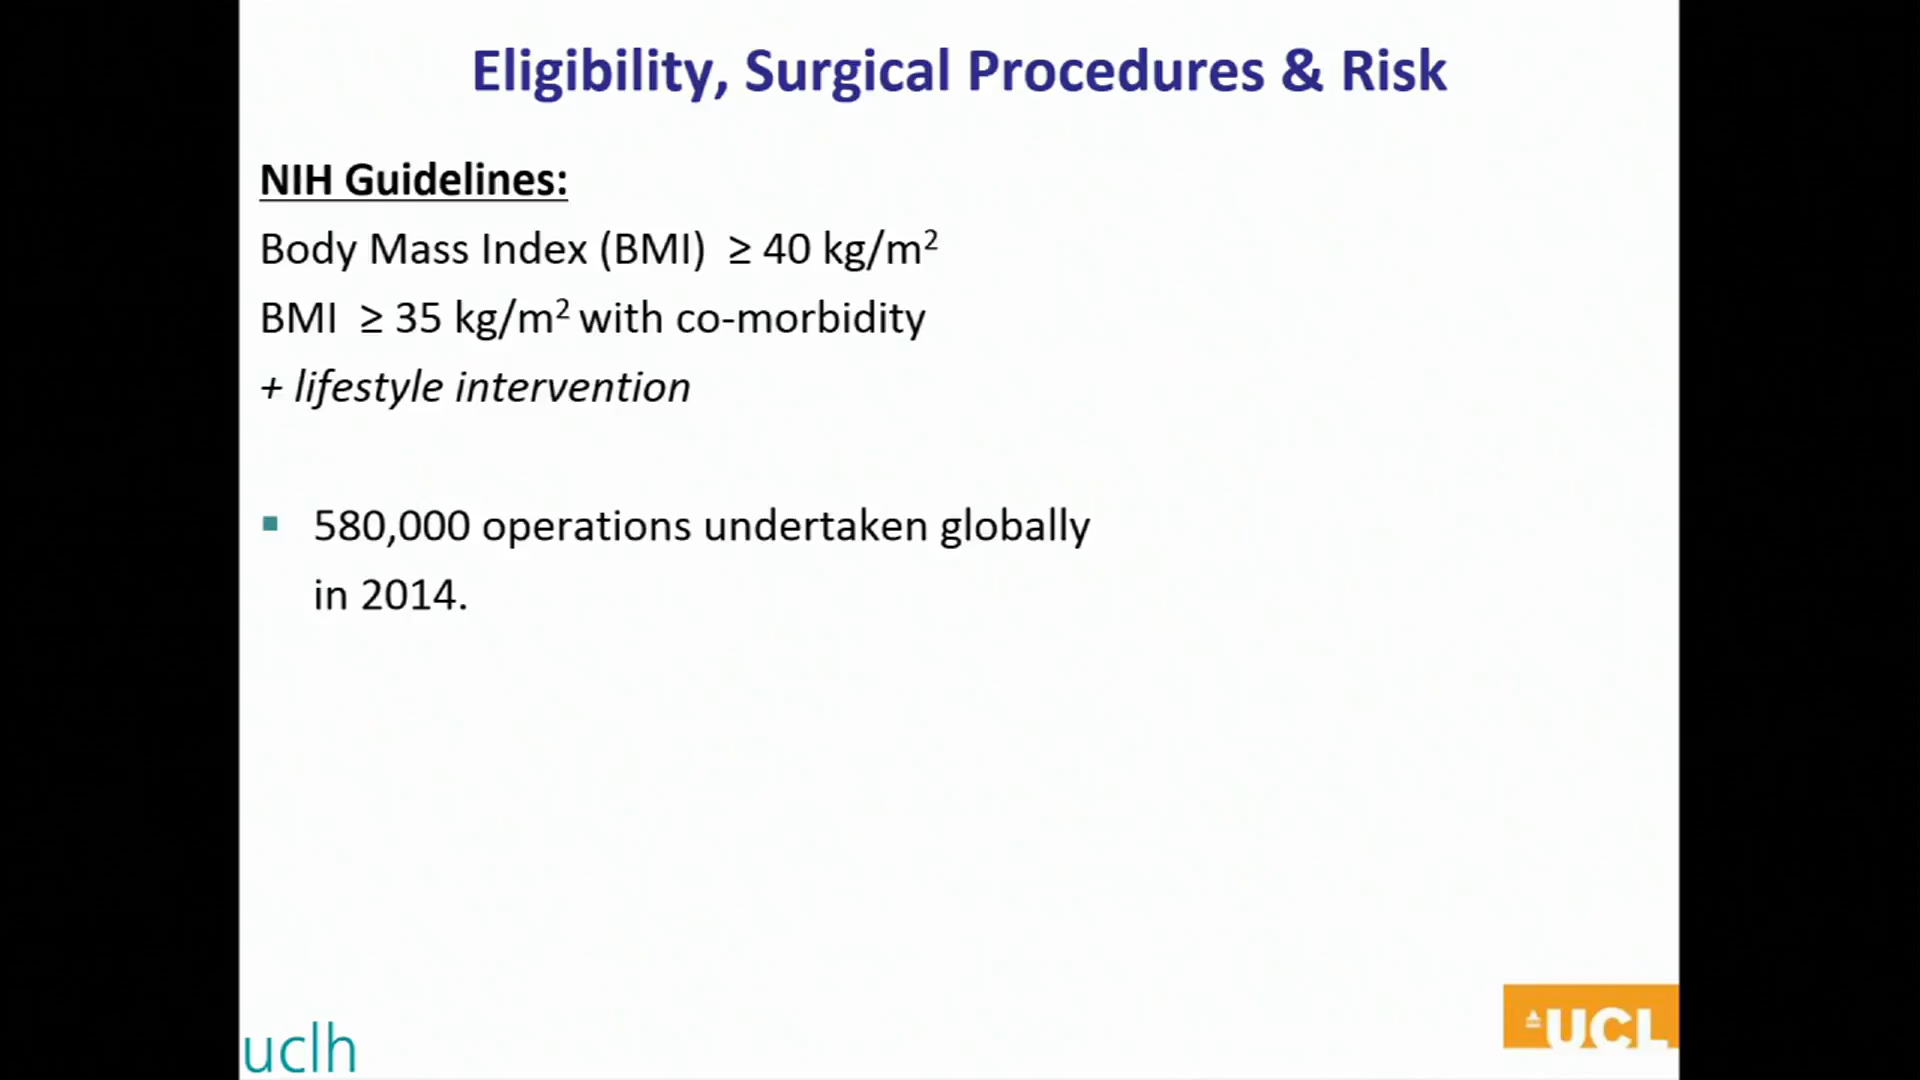 Eligibility, Surgical Procedures & Risk
NIH Guidelines:
Body Mass Index (BMI) ≥ 40 kg/m²
BMI ≥ 35 kg/m² with co-morbidity
+ lifestyle intervention
▪ 580,000 operations undertaken globally
in 2014.
uclh
UCL